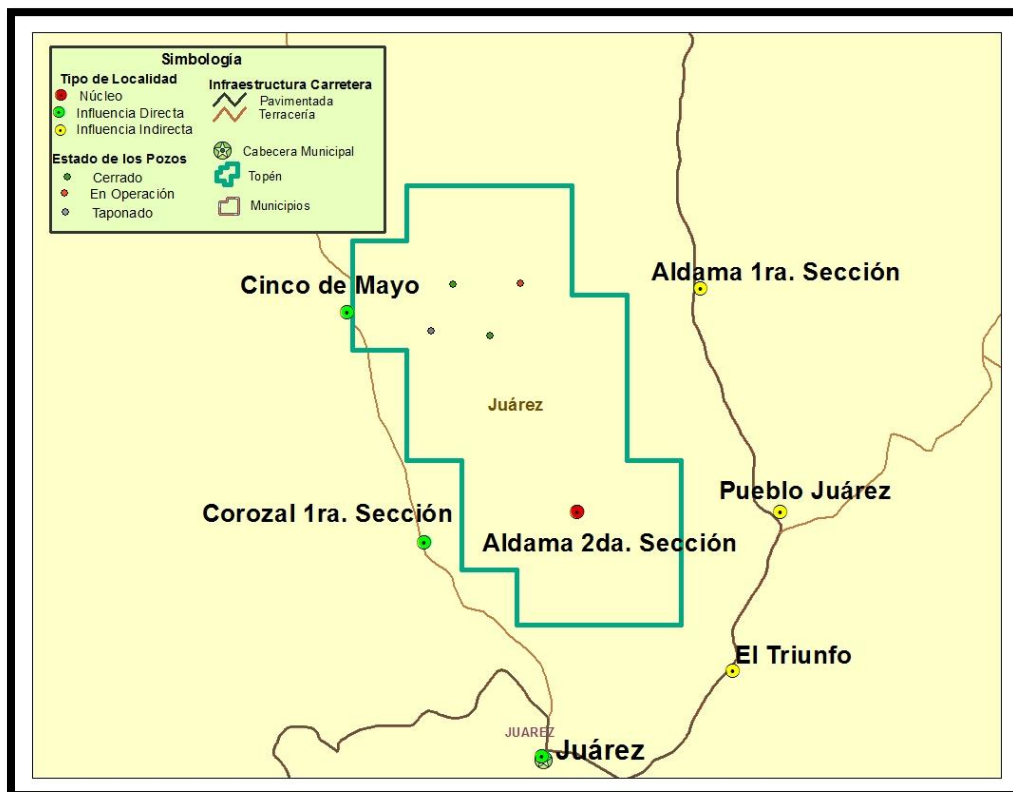 Simbología
Tipo de Localidad
Núcleo
Influencia Directa
Influencia Indirecta
Estado de los Pozos
Cerrado
En Operación
Taponado
Infraestructura Carretera
Pavimentada
Terracería
Cabecera Municipal
Topén
Municipios
Cinco de Mayo
Aldama 1ra. Sección
Juárez
Pueblo Juárez
Corozal 1ra. Sección
Aldama 2da. Sección
El Triunfo
JUAREZ
Juárez